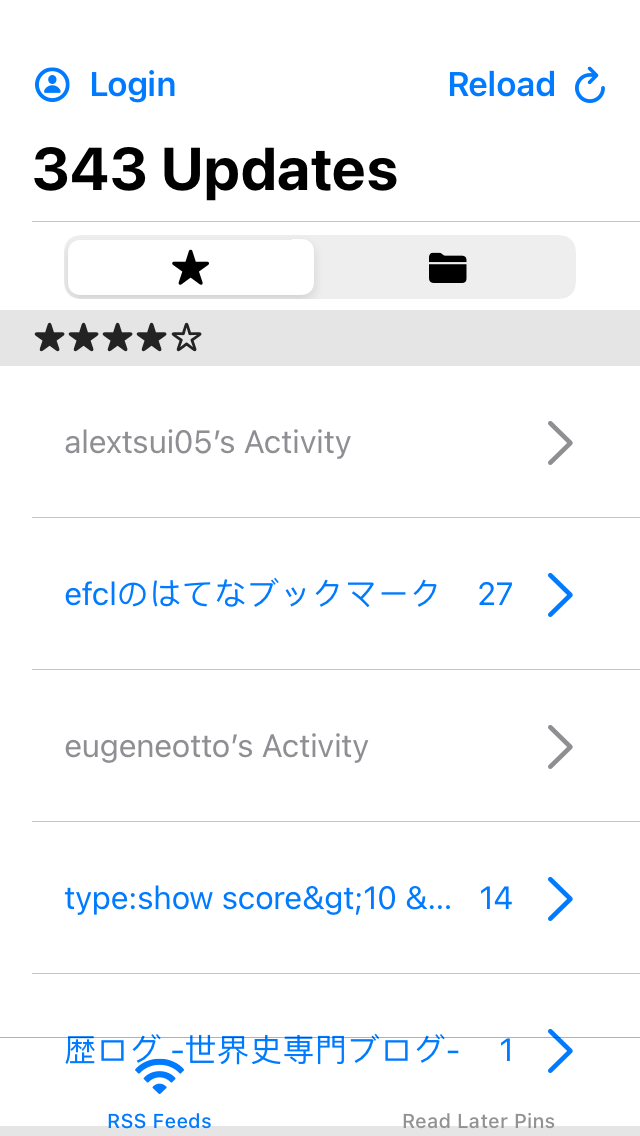 Login
Reload
343 Updates
★★★★☆
alextsui05’s Activity
efclのはてなブックマーク 27
eugeneotto’s Activity
type:show score&gt;10 &... 14
歴ログ -世界史専門ブログ- 1
RSS Feeds
Read Later Pins